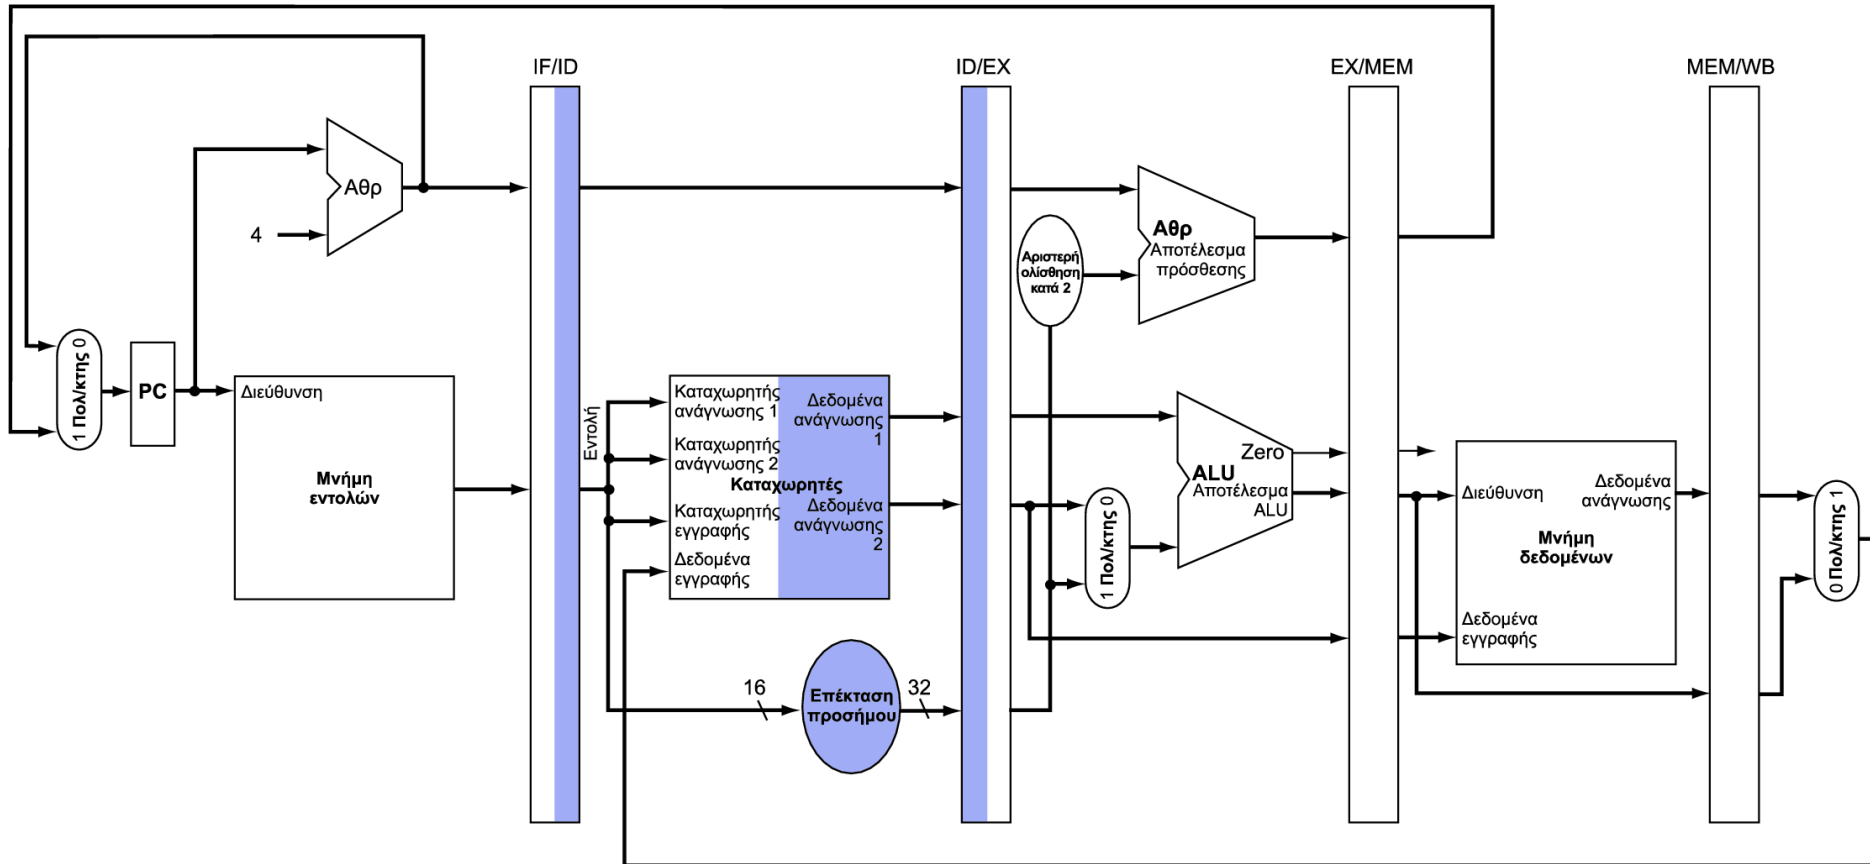 IF/ID
ID/EX
EX/MEM
MEM/WB
Αθρ
4
Αθρ
Αποτέλεσμα
πρόσθεσης
Αριστερή
ολίσθηση
κατά 2
1 Πολ/κτης 0
PC
Διεύθυνση
Μνήμη
εντολών
Εντολή
Καταχωρητής
ανάγνωσης 1
Καταχωρητής
ανάγνωσης 2
Καταχωρητές
Καταχωρητής
εγγραφής
Δεδομένα
εγγραφής
Δεδομένα
ανάγνωσης
1
Δεδομένα
ανάγνωσης
2
16
Επέκταση
προσήμου
32
1 Πολ/κτης 0
Zero
ALU
Αποτέλεσμα
ALU
Διεύθυνση
Δεδομένα
ανάγνωσης
Μνήμη
δεδομένων
Δεδομένα
εγγραφής
0 Πολ/κτης 1